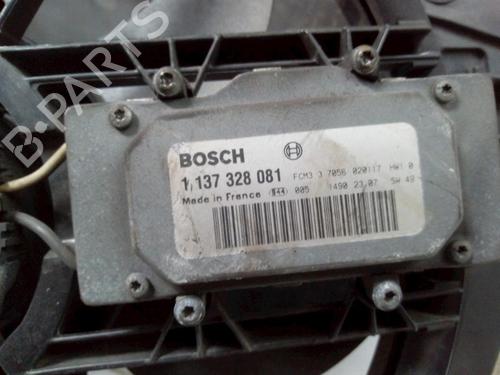 BOSCH
1 137 328 081 FCM3 3 7056 020117 HW1 0
Made in France 005 1490 23.07 SW 49
B-PARTS